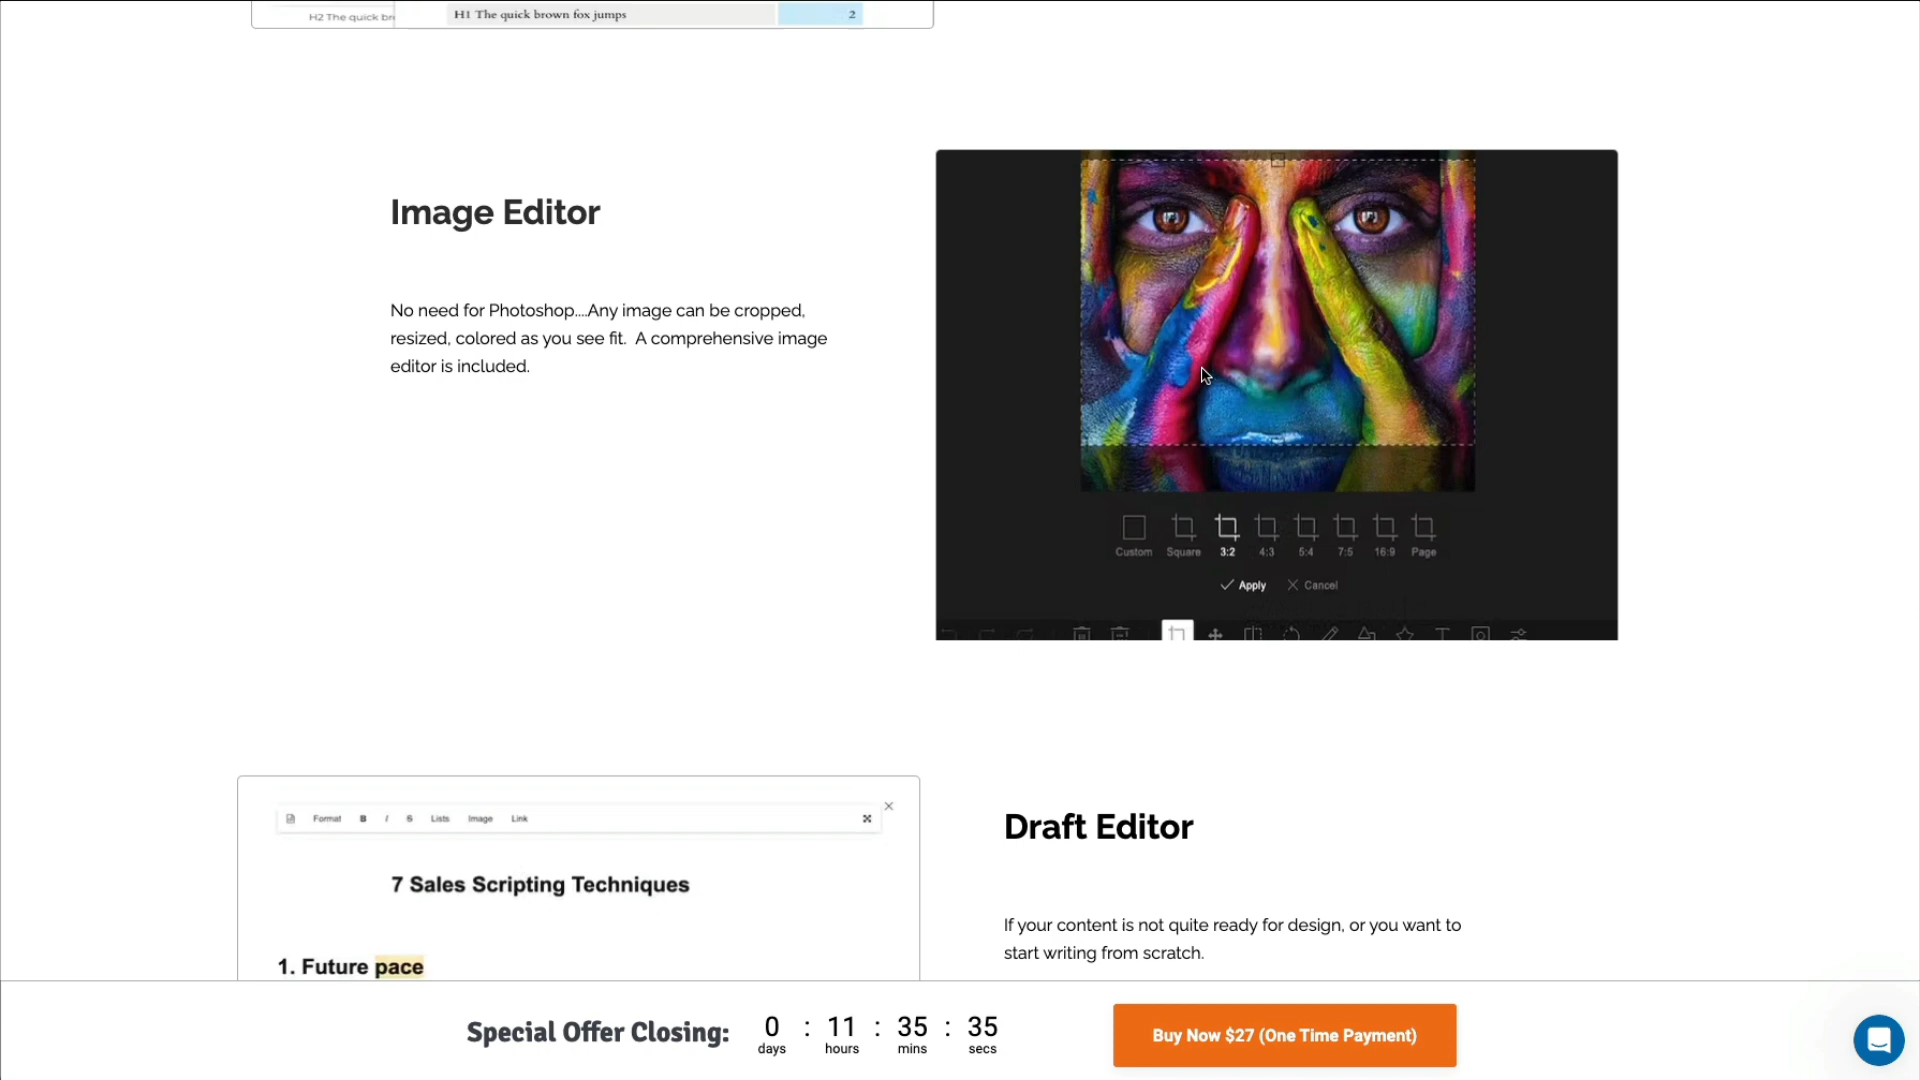 H2 The quick br
H1 The quick brown fox jumps 2
Image Editor
No need for Photoshop....Any image can be cropped,
resized, colored as you see fit.  A comprehensive image
editor is included.
Custom Square 3:2 4:3 5:4 7:5 16:9 Page
Apply Cancel
Format B I S Lists Image Link
7 Sales Scripting Techniques
1. Future pace
Draft Editor
If your content is not quite ready for design, or you want to
start writing from scratch.
Special Offer Closing: 0 : 11 : 35 : 35
days hours mins secs
Buy Now $27 (One Time Payment)